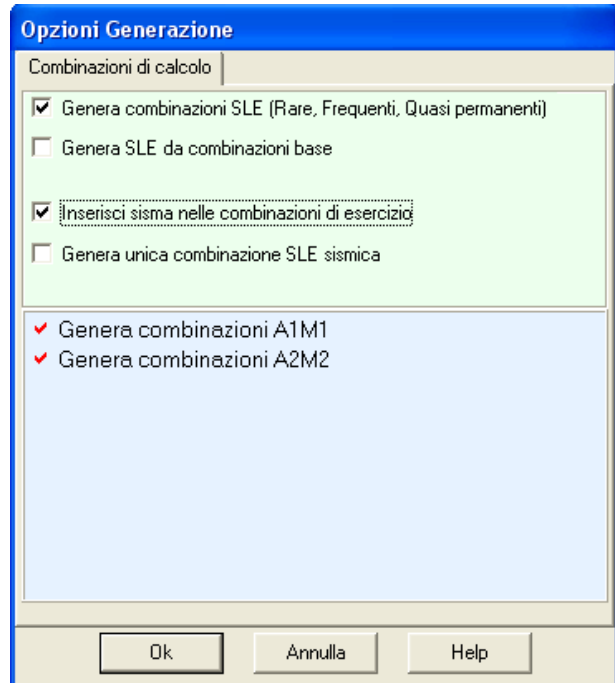 Opzioni Generazione
Combinazioni di calcolo
Genera combinazioni SLE (Rare, Frequenti, Quasi permanenti)
Genera SLE da combinazioni base
Inserisci sisma nelle combinazioni di esercizio
Genera unica combinazione SLE sismica
Genera combinazioni A1M1
Genera combinazioni A2M2
Ok Annulla Help